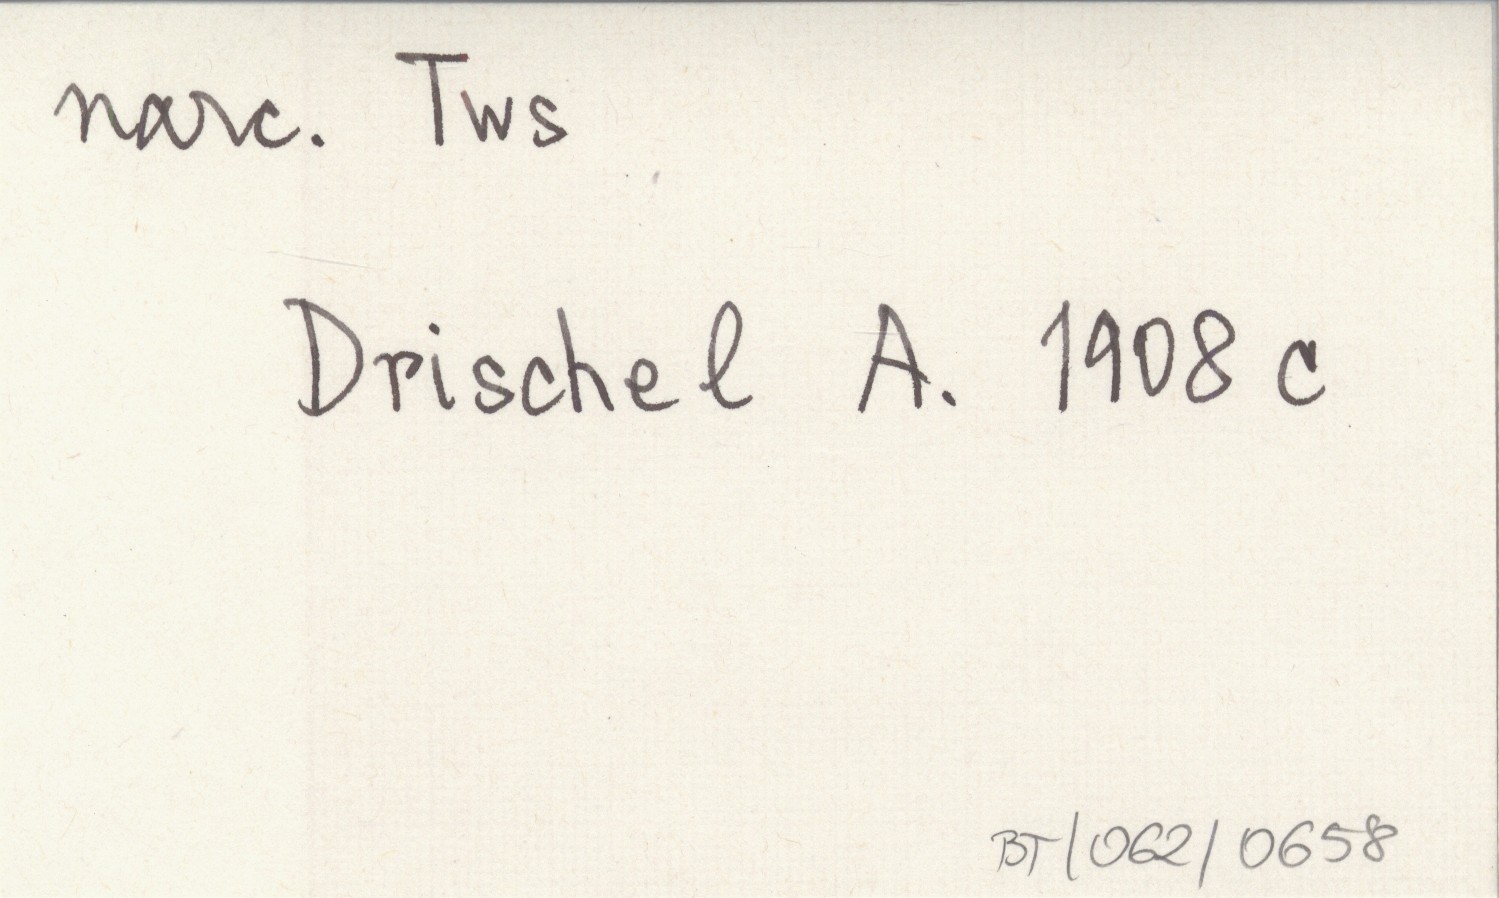 narc. Tws
Drischel A. 1908 c
BT/062/0658